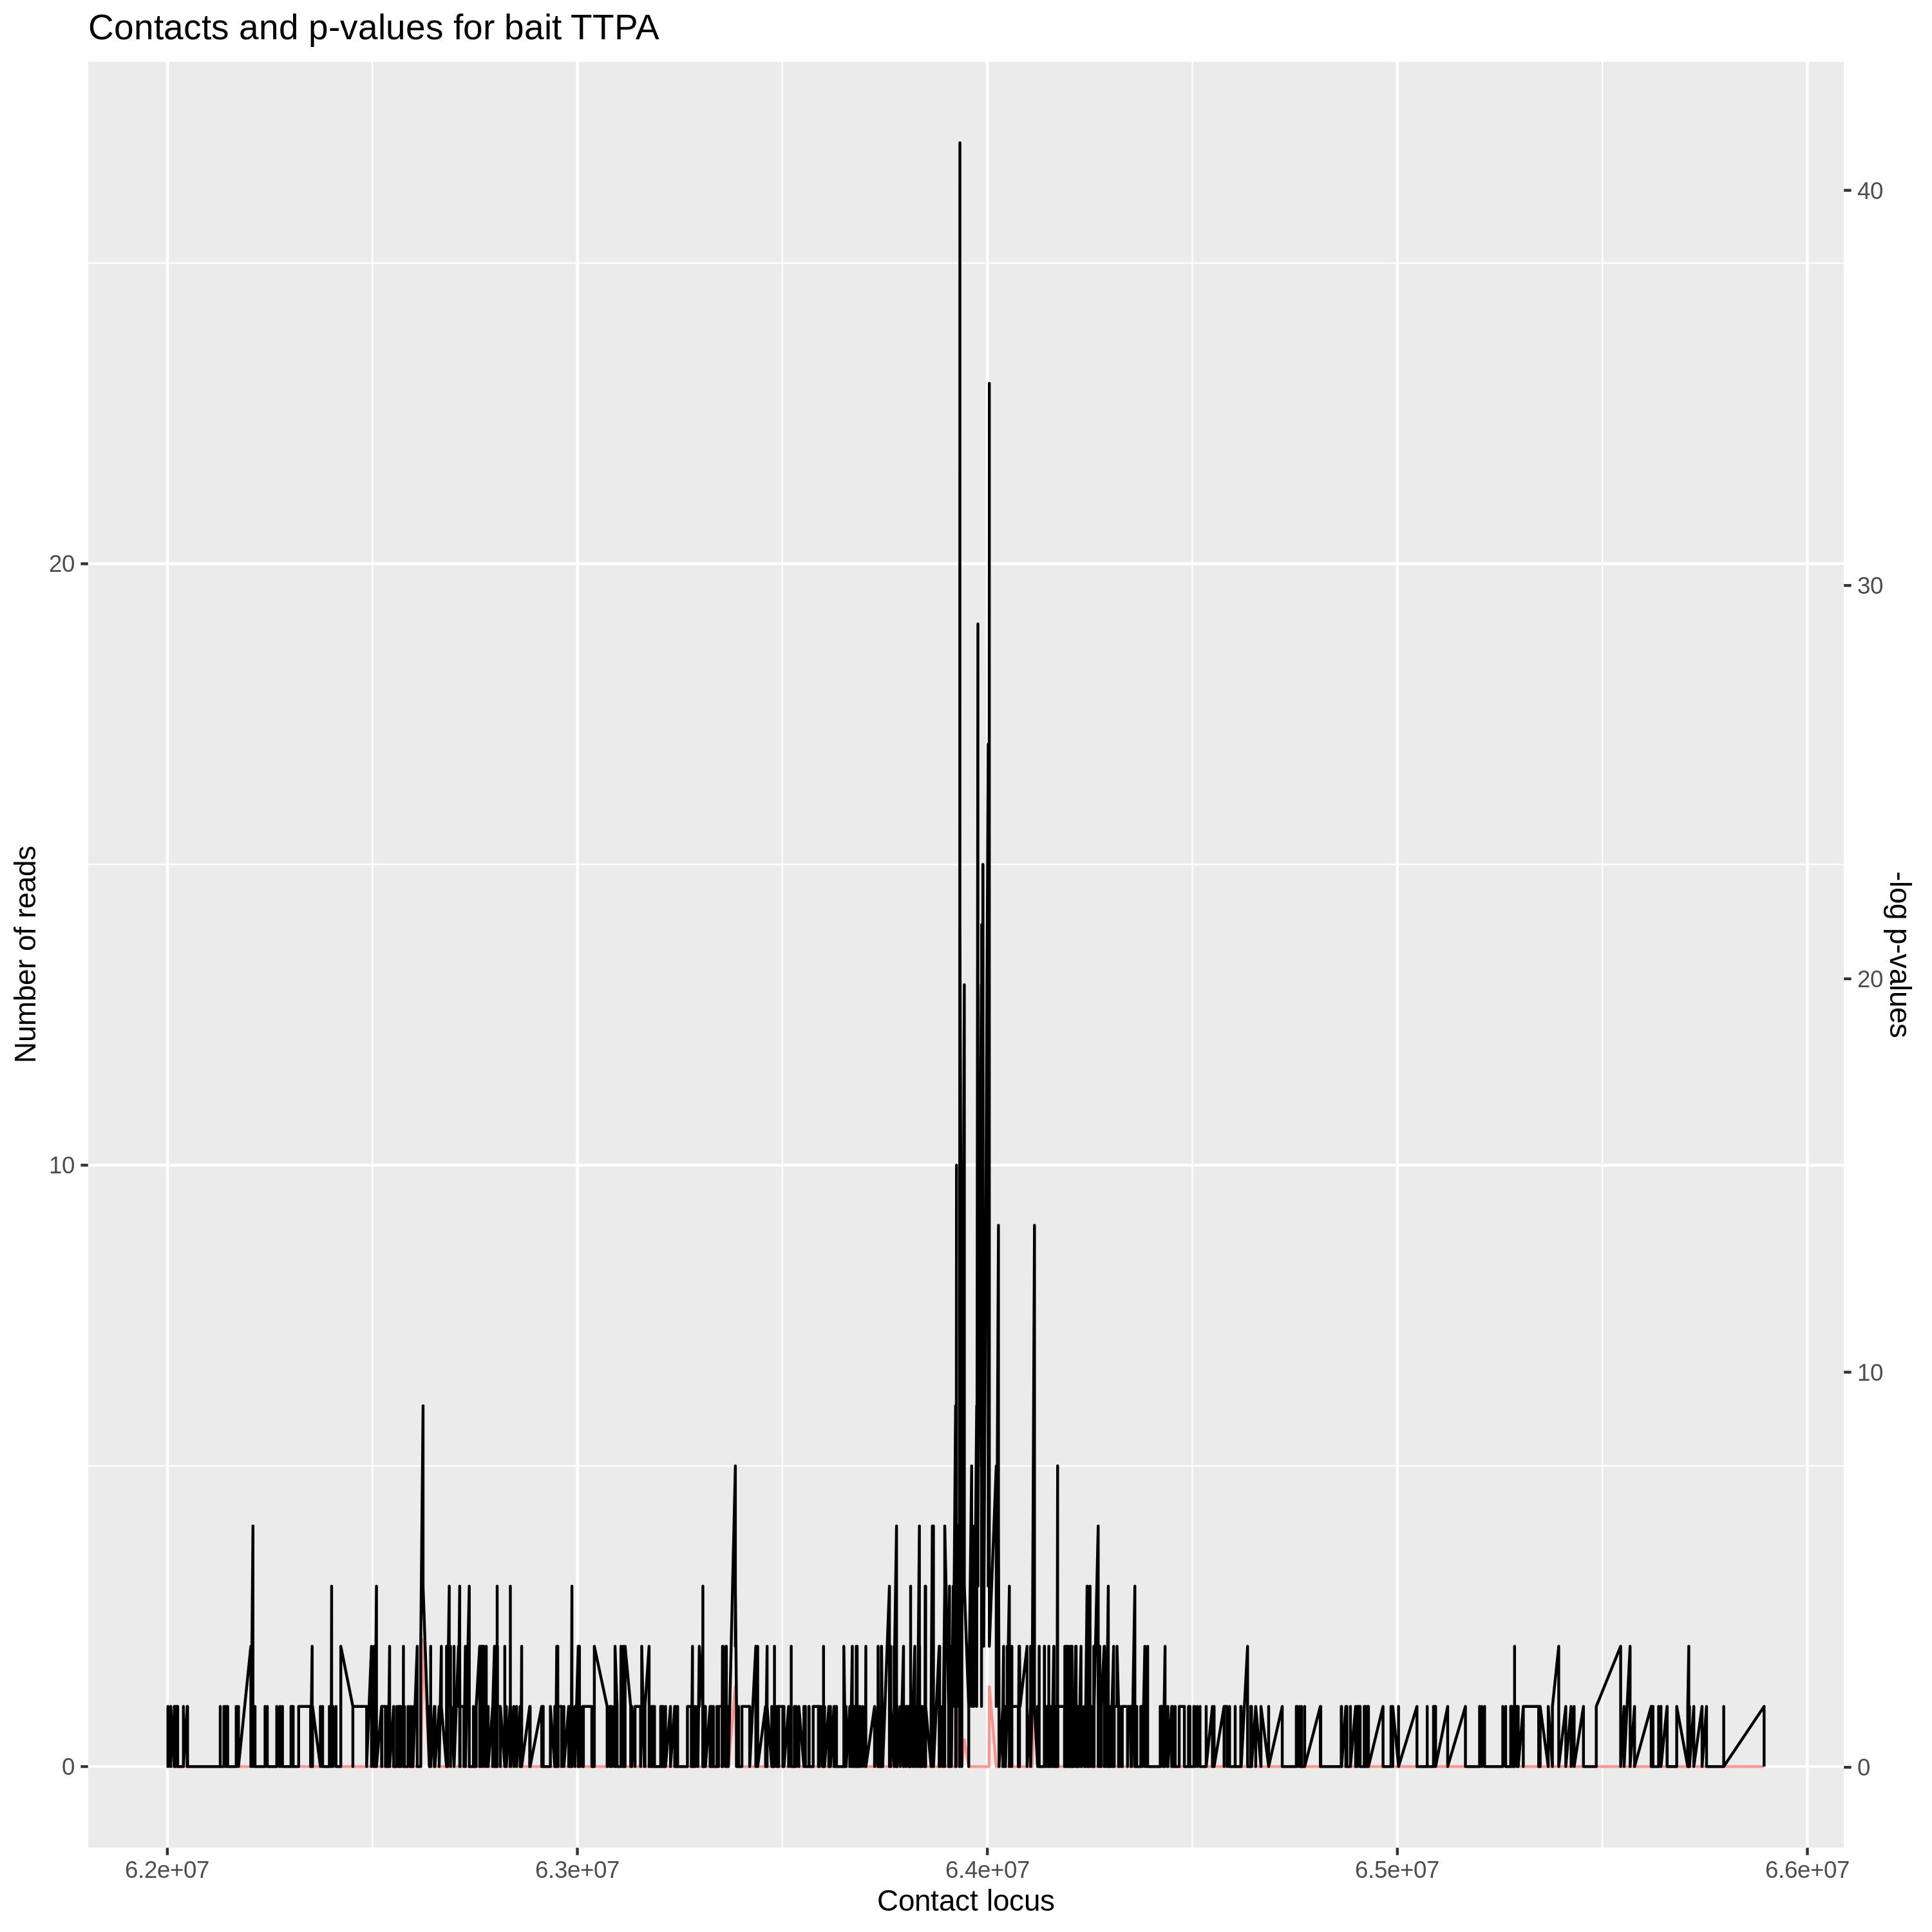 Contacts and p-values for bait TTPA
Number of reads
20
10
0
40
30
20
10
0
-log p-values
6.2e+07
6.3e+07
6.4e+07
6.5e+07
6.6e+07
Contact locus